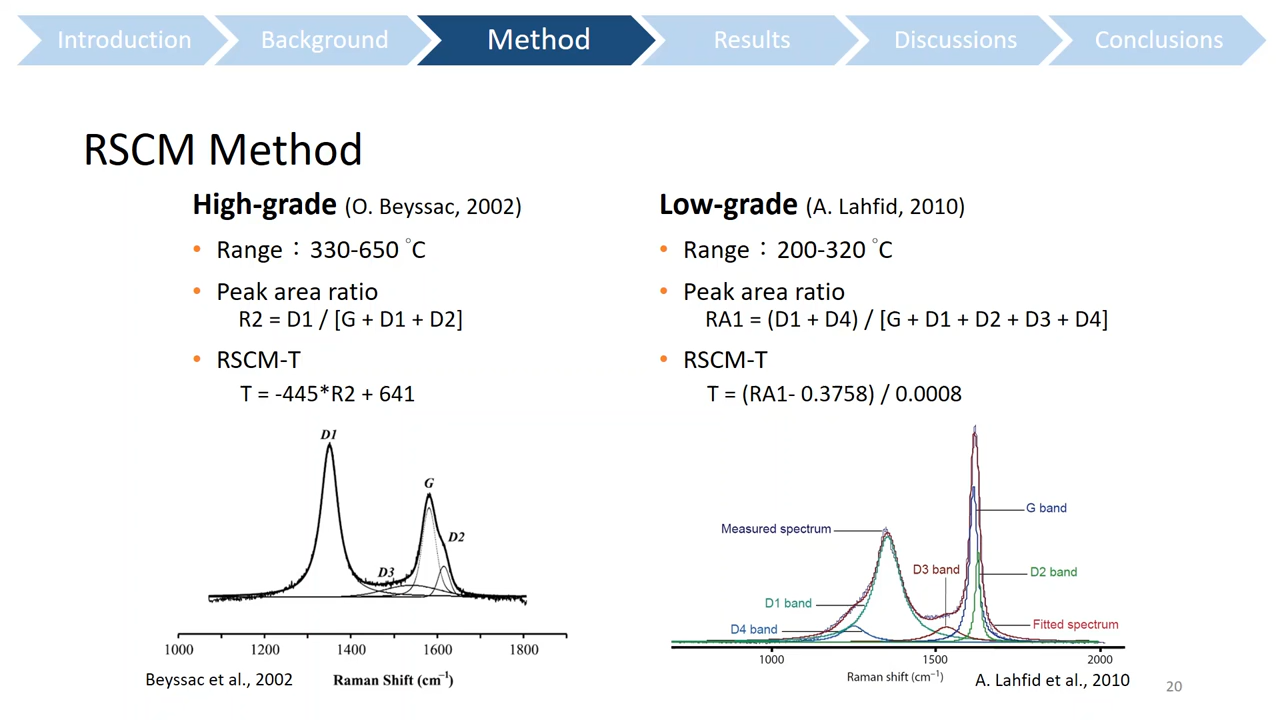 Introduction
Background
Method
Results
Discussions
Conclusions
RSCM Method
High-grade (O. Beyssac, 2002)
• Range：330-650 °C
• Peak area ratio
R2 = D1 / [G + D1 + D2]
• RSCM-T
T = -445*R2 + 641
Low-grade (A. Lahfid, 2010)
• Range：200-320 °C
• Peak area ratio
RA1 = (D1 + D4) / [G + D1 + D2 + D3 + D4]
• RSCM-T
T = (RA1- 0.3758) / 0.0008
D1
G
D2
D3
1000 1200 1400 1600 1800
Raman Shift (cm⁻¹)
Beyssac et al., 2002
Measured spectrum
G band
D3 band
D2 band
D1 band
D4 band
Fitted spectrum
1000 1500 2000
Raman shift (cm⁻¹)
A. Lahfid et al., 2010
20